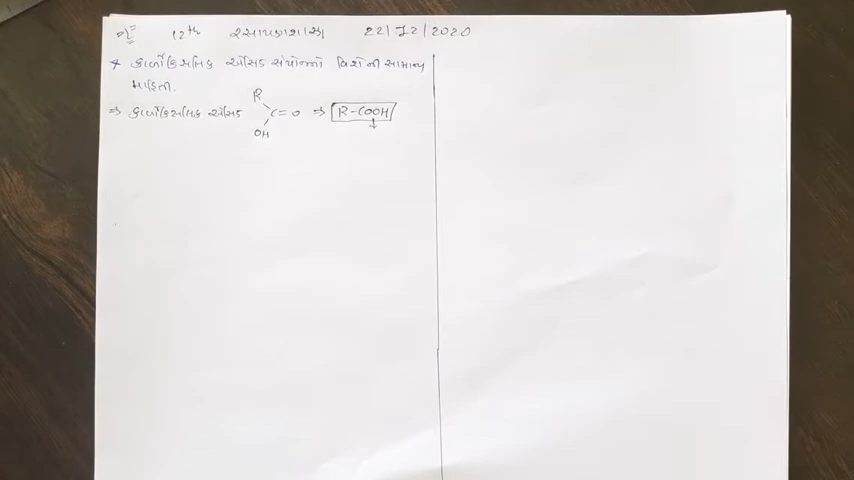 12th રસાયણશાસ્ત્ર 22/12/2020
* કાર્બોક્સિલિક એસિડ સંયોજનો વિશેની સામાન્ય
માહિતી.
⇒ કાર્બોક્સિલિક એસિડ R C=O OH ⇒ R-COOH